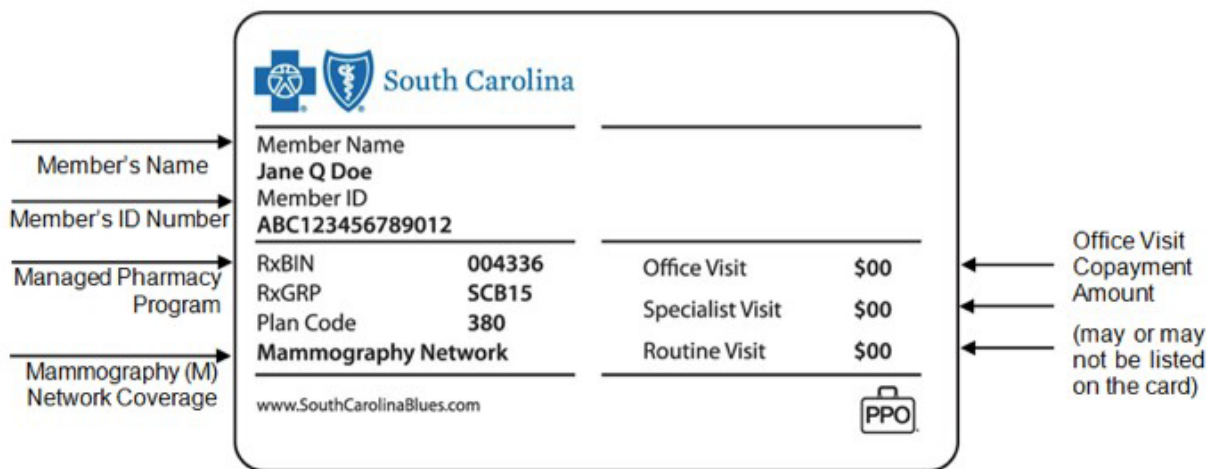 South Carolina
Member's Name
Member Name
Jane Q Doe
Member's ID Number
Member ID
ABC123456789012
Managed Pharmacy
Program
RxBIN 004336
RxGRP SCB15
Plan Code 380
Mammography Network
Mammography (M)
Network Coverage
www.SouthCarolinaBlues.com
Office Visit $00
Specialist Visit $00
Routine Visit $00
PPO
Office Visit
Copayment
Amount
(may or may
not be listed
on the card)